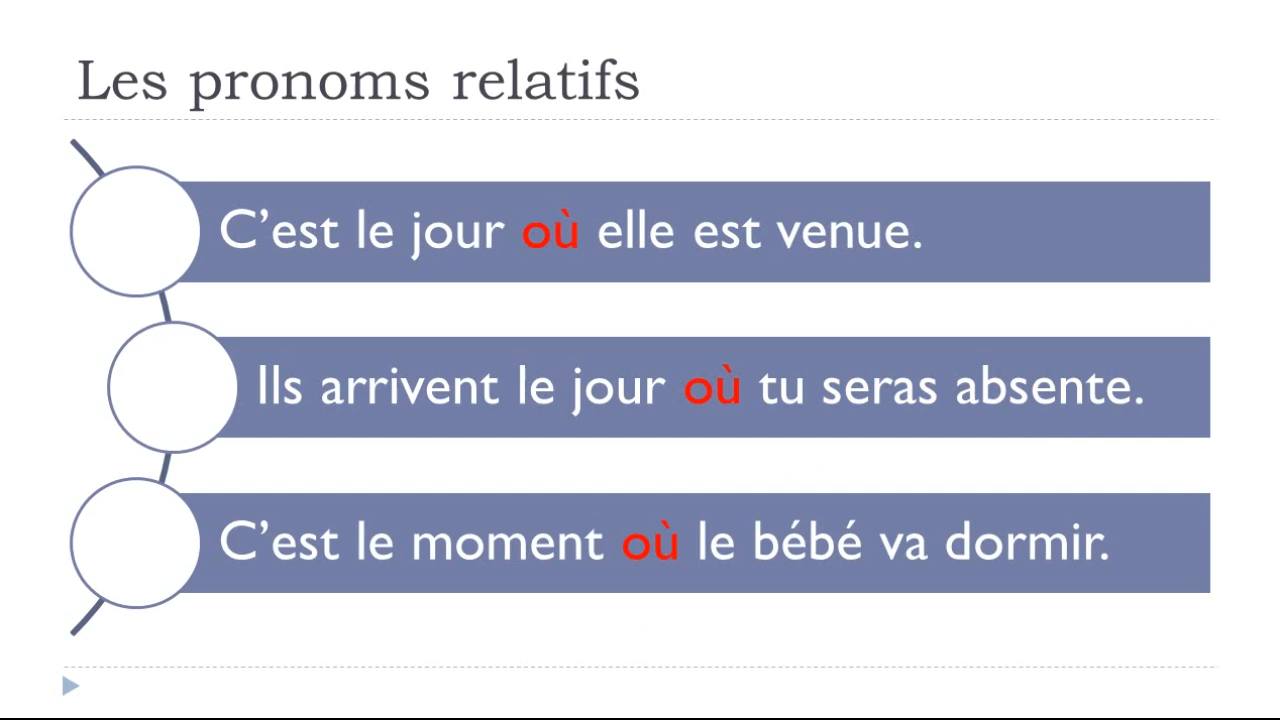 Les pronoms relatifs
C’est le jour où elle est venue.
Ils arrivent le jour où tu seras absente.
C’est le moment où le bébé va dormir.